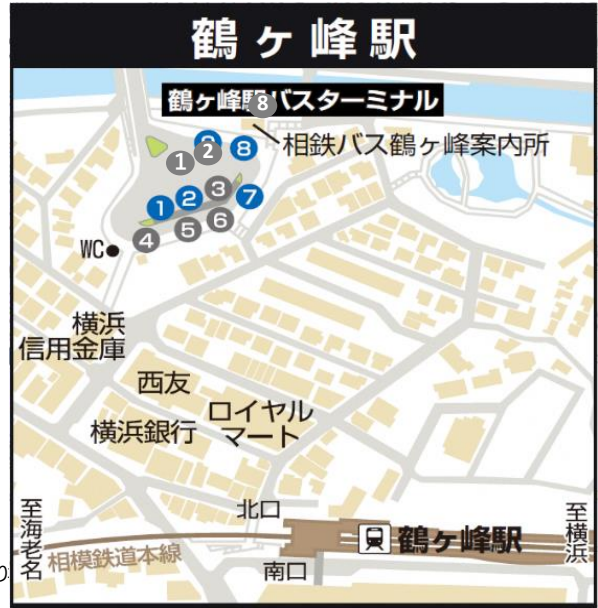 鶴ヶ峰駅
鶴ヶ峰駅バスターミナル
8
相鉄バス鶴ヶ峰案内所
1
2
8
1
2
3
7
4
5
6
WC
横浜
信用金庫
西友
ロイヤル
マート
横浜銀行
北口
至海老名
相模鉄道本線
鶴ヶ峰駅
至横浜
南口